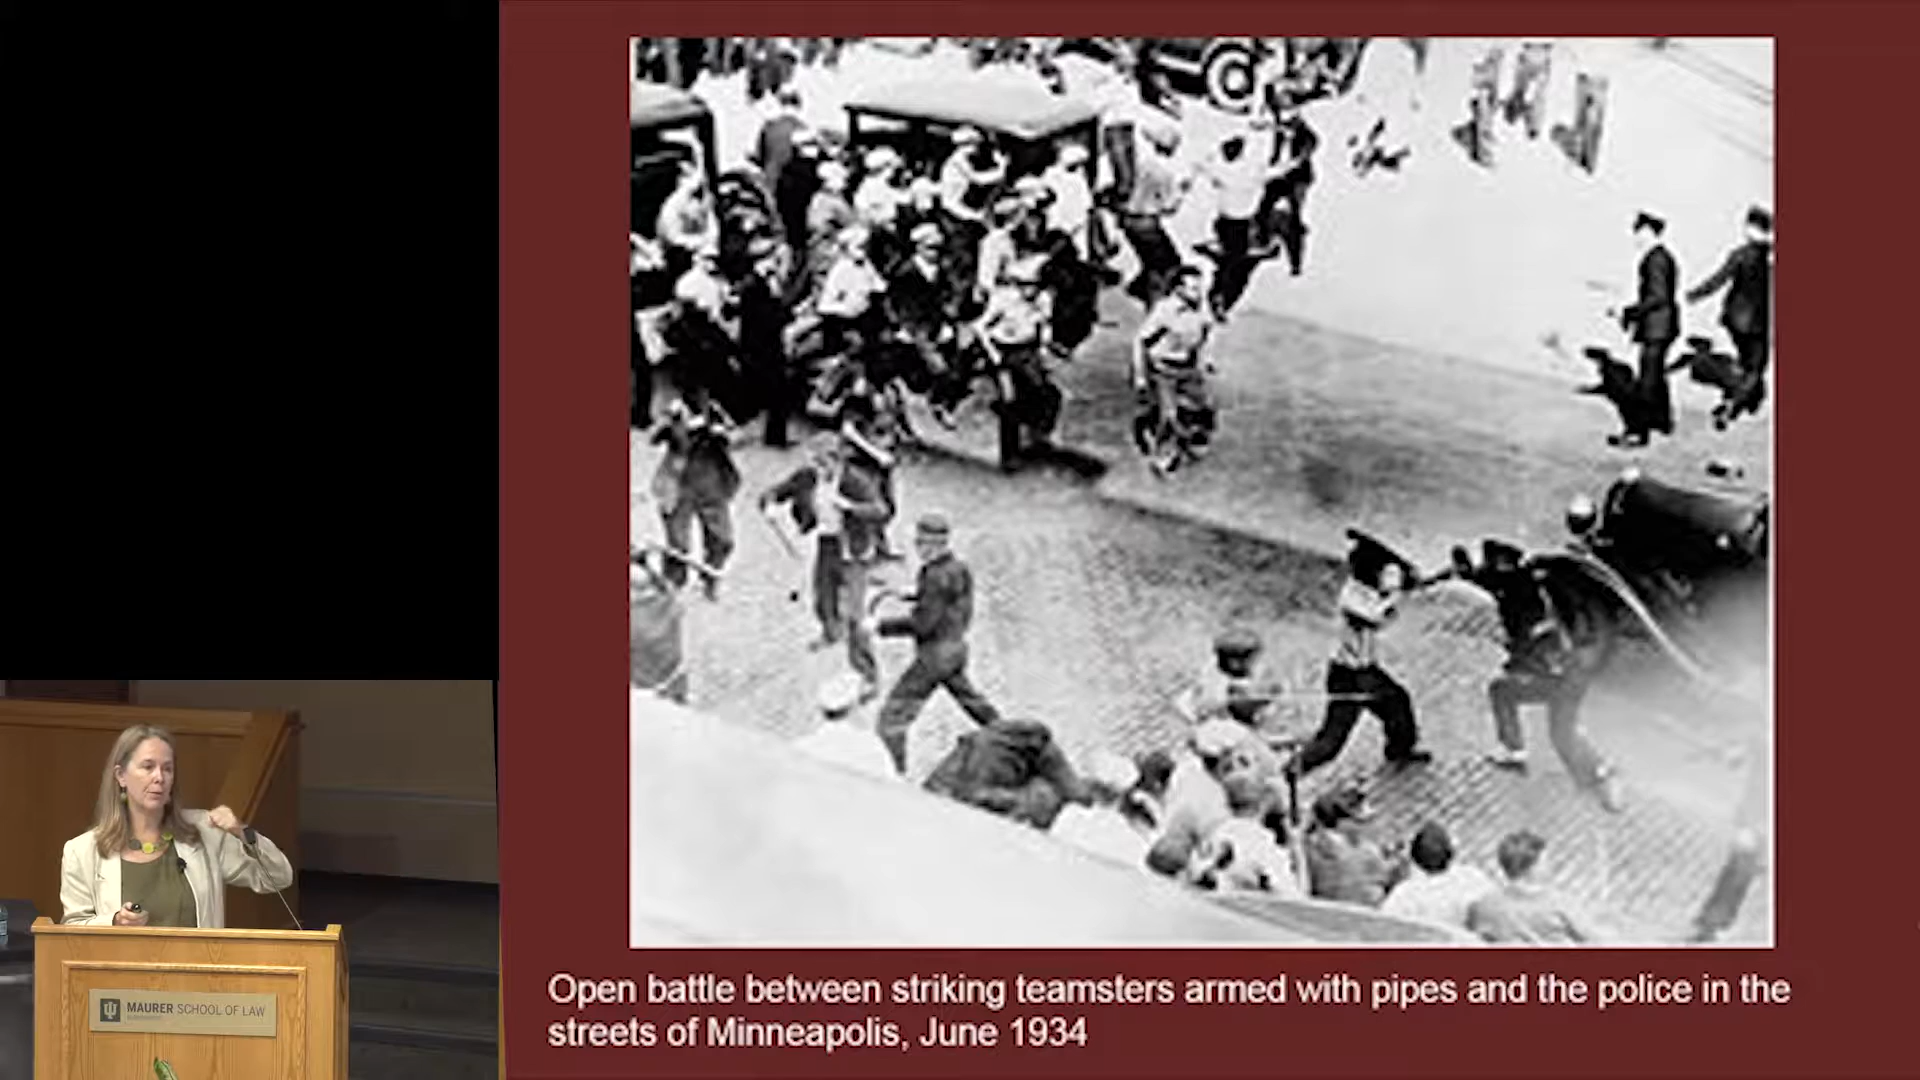 Open battle between striking teamsters armed with pipes and the police in the
streets of Minneapolis, June 1934
MAURER SCHOOL OF LAW